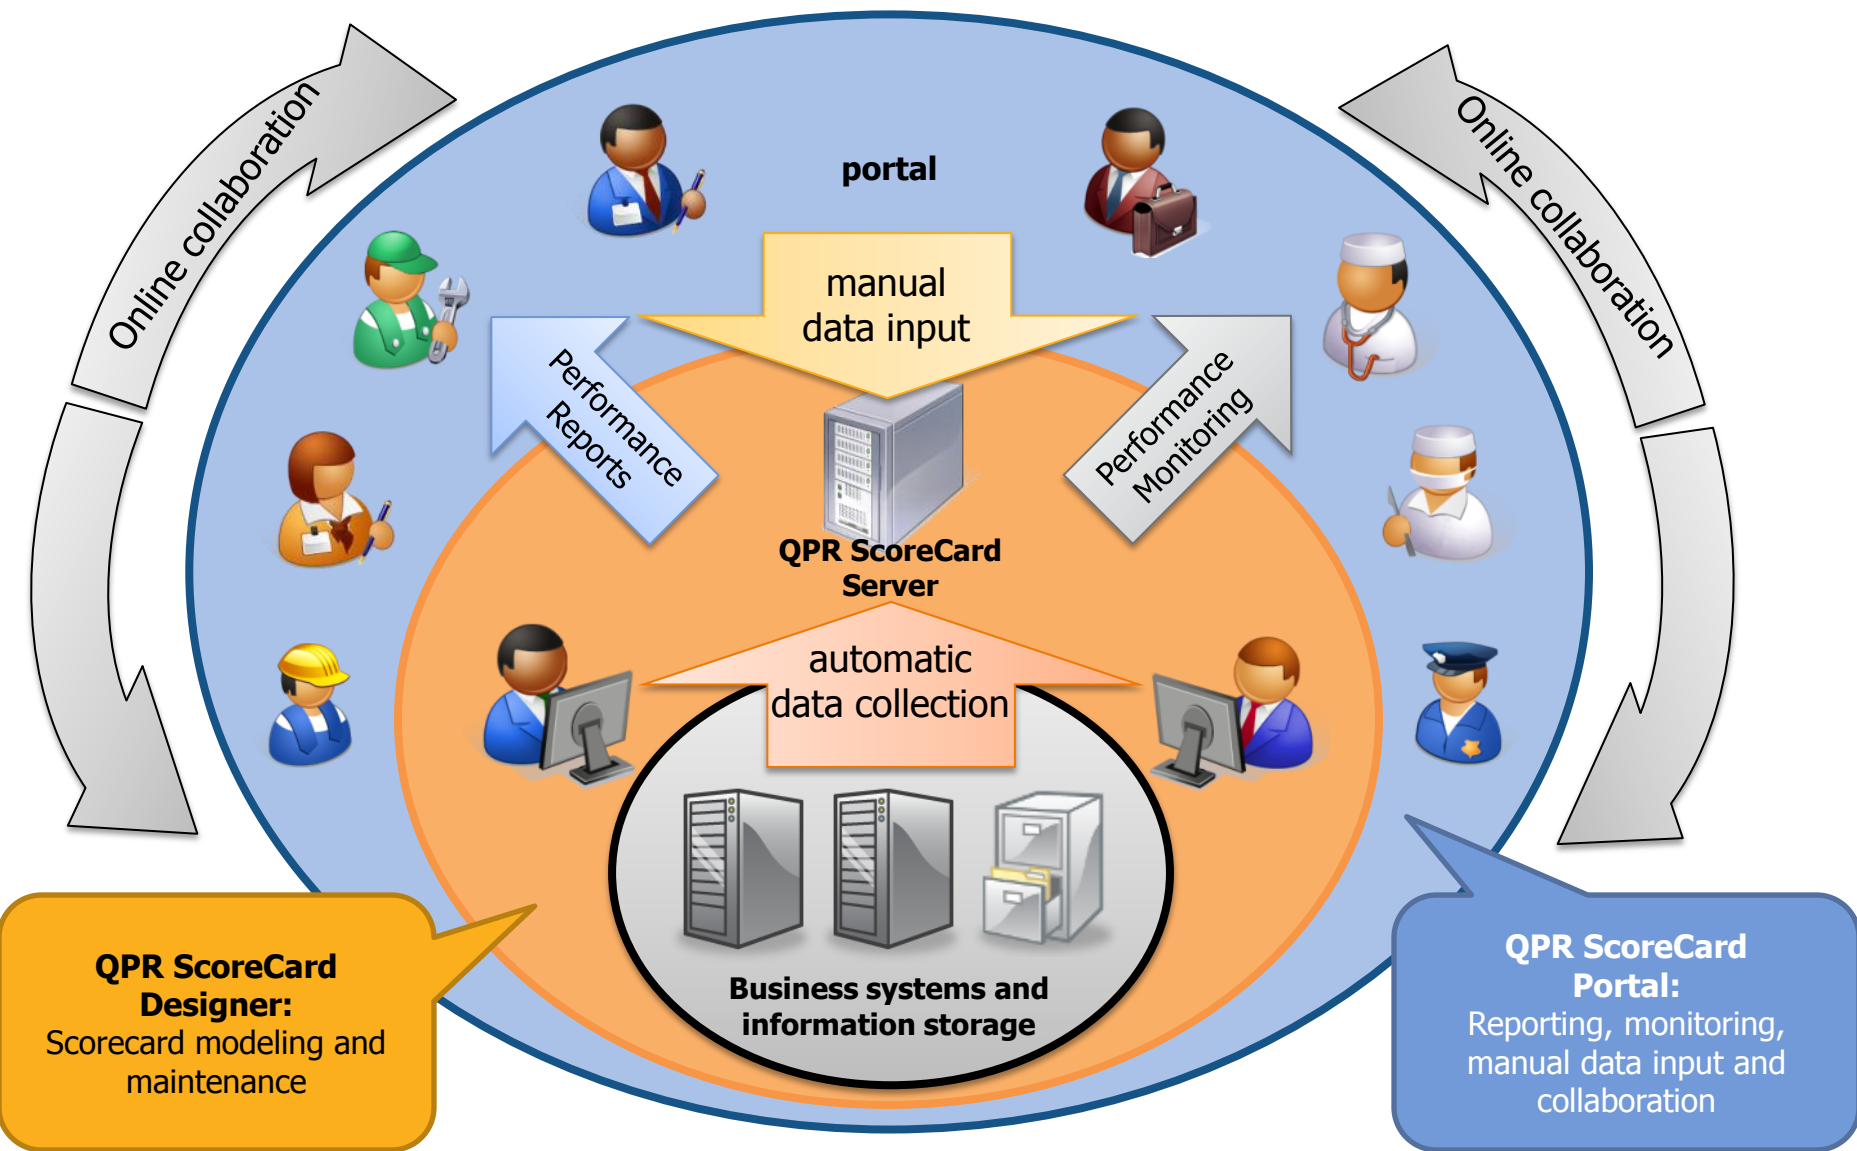 Online collaboration
Online collaboration
portal
manual
data input
Performance
Reports
Performance
Monitoring
QPR ScoreCard
Server
automatic
data collection
Business systems and
information storage
QPR ScoreCard
Designer:
Scorecard modeling and
maintenance
QPR ScoreCard
Portal:
Reporting, monitoring,
manual data input and
collaboration